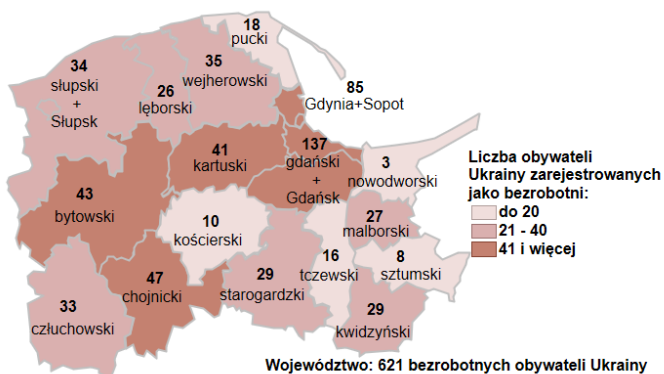 18
pucki
34
słupski
+
Słupsk
35
wejherowski
26
lęborski
85
Gdynia+Sopot
41
kartuski
137
gdański
+
Gdańsk
3
nowodworski
43
bytowski
10
kościerski
27
malborski
16
tczewski
8
sztumski
47
chojnicki
29
starogardzki
33
człuchowski
29
kwidzyński
Liczba obywateli
Ukrainy zarejestrowanych
jako bezrobotni:
do 20
21 - 40
41 i więcej
Województwo: 621 bezrobotnych obywateli Ukrainy